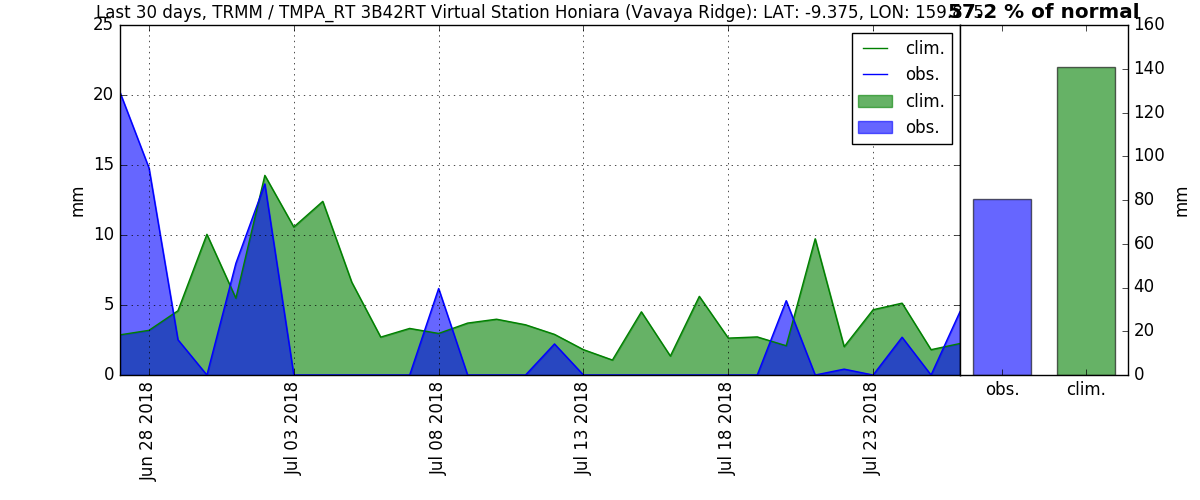 Last 30 days, TRMM / TMPA_RT 3B42RT Virtual Station Honiara (Vavaya Ridge): LAT: -9.375, LON:
57.2 % of normal
25
20
15
10
5
0
mm
clim.
obs.
clim.
obs.
160
140
120
100
80
60
40
20
0
mm
Jun 28 2018
Jul 03 2018
Jul 08 2018
Jul 13 2018
Jul 18 2018
Jul 23 2018
obs.
clim.